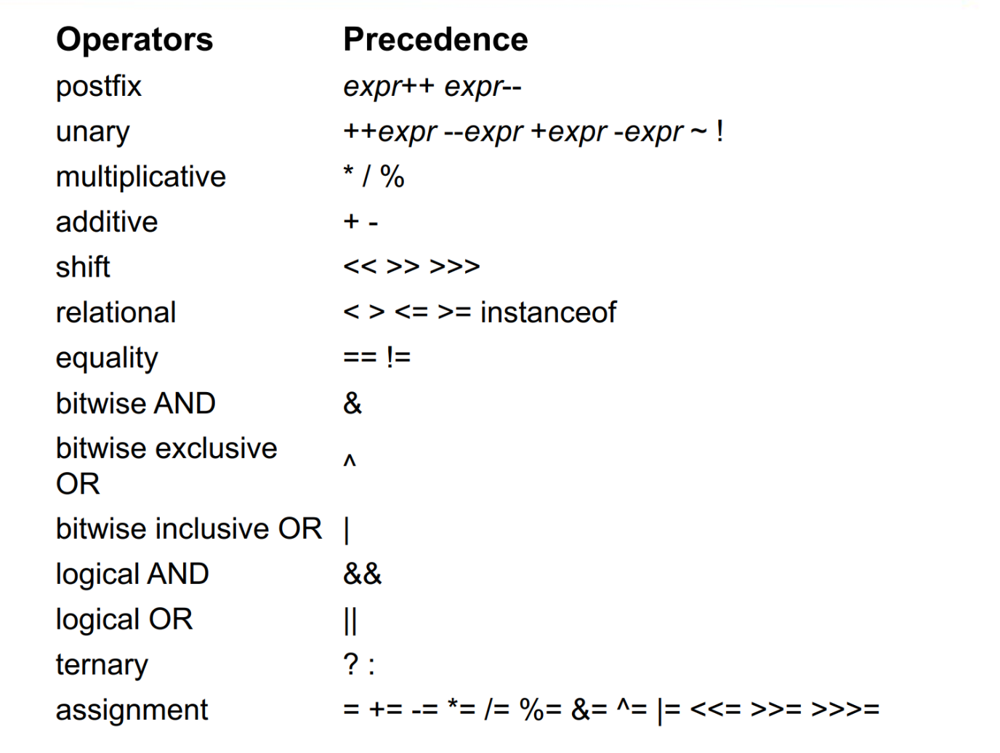 Operators Precedence
postfix expr++ expr--
unary ++expr --expr +expr -expr ~ !
multiplicative * / %
additive + -
shift << >> >>>
relational < > <= >= instanceof
equality == !=
bitwise AND &
bitwise exclusive OR ^
bitwise inclusive OR |
logical AND &&
logical OR ||
ternary ? :
assignment = += -= *= /= %= &= ^= |= <<= >>= >>>=